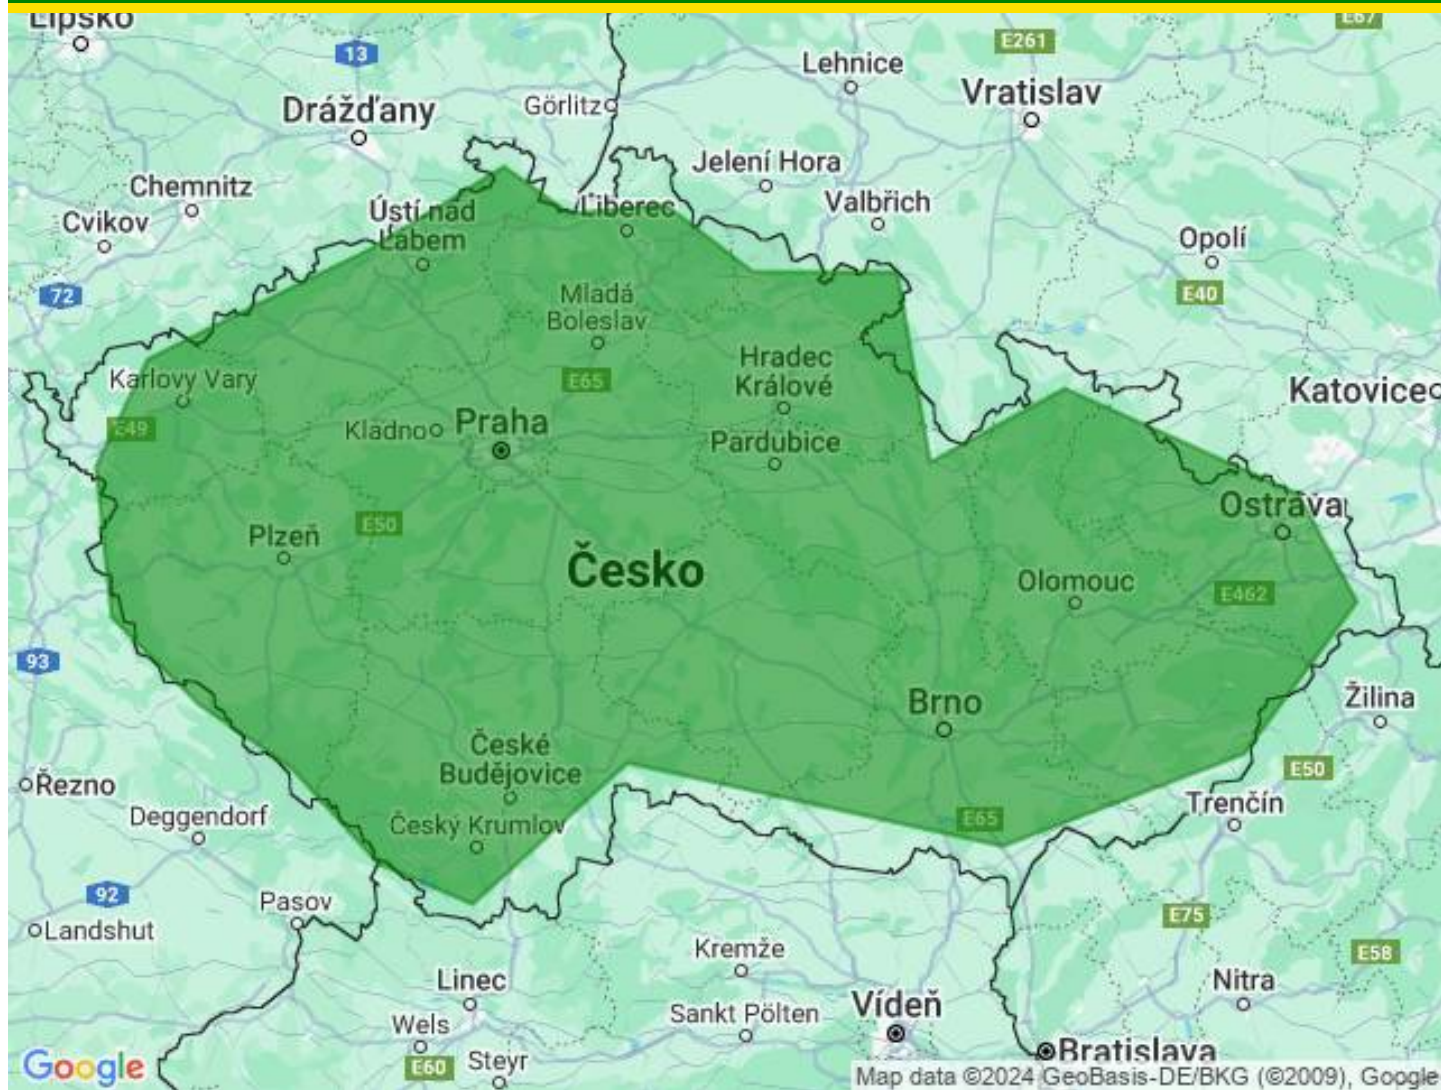 Lipsko
E67
13
E261
Lehnice
Drážďany
Görlitz
Vratislav
Jelení Hora
Chemnitz
Cvikov
Ústí nad
Labem
Liberec
Valbřich
Opolí
72
Mladá
Boleslav
E40
Karlovy Vary
E65
Hradec
Králové
Katovice
E49
Kladno
Praha
Pardubice
Plzeň
E50
Ostrava
Česko
Olomouc
E462
93
Brno
Žilina
České
Budějovice
E50
Řezno
Deggendorf
Český Krumlov
E65
Trenčín
92
Pasov
Landshut
E75
Kremže
E58
Linec
Nitra
Wels
Sankt Pölten
Vídeň
E60
Steyr
Bratislava
Google
Map data ©2024 GeoBasis-DE/BKG (©2009), Google